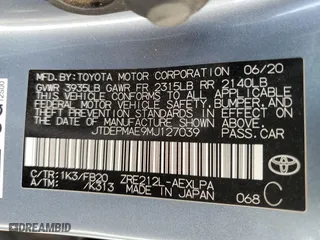 MFD. BY: TOYOTA MOTOR CORPORATION 06/20
GVWR 3935LB GAWR FR 2315LB RR 2140LB
THIS VEHICLE CONFORMS TO ALL APPLICABLE
FEDERAL MOTOR VEHICLE SAFETY, BUMPER, AND
THEFT PREVENTION STANDARDS IN EFFECT ON
THE DATE OF MANUFACTURE SHOWN ABOVE.
JTDEPMAE9MJ127039 PASSENGER CAR
C/TR: 1K3/FB20 ZRE212L-AEXLPA
A/TM: /K313 MADE IN JAPAN
068 C
TOYOTA